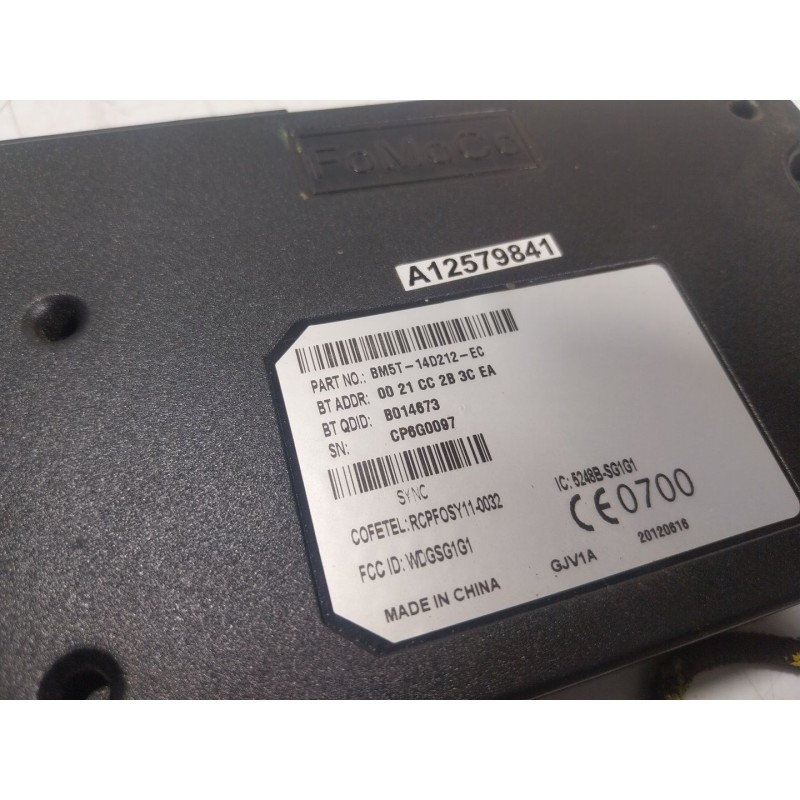 FoMoCo
A12579841
PART NO.: BM5T-14D212-EC
BT ADDR: 00 21 CC 2B 3C EA
BT QDID: B014673
SN: CP6G0097
SYNC
IC: 5248B-SG1G1
COFETEL: RCPFOSY11-0032
CE0700
FCC ID: WDGSG1G1
GJV1A 20120616
MADE IN CHINA